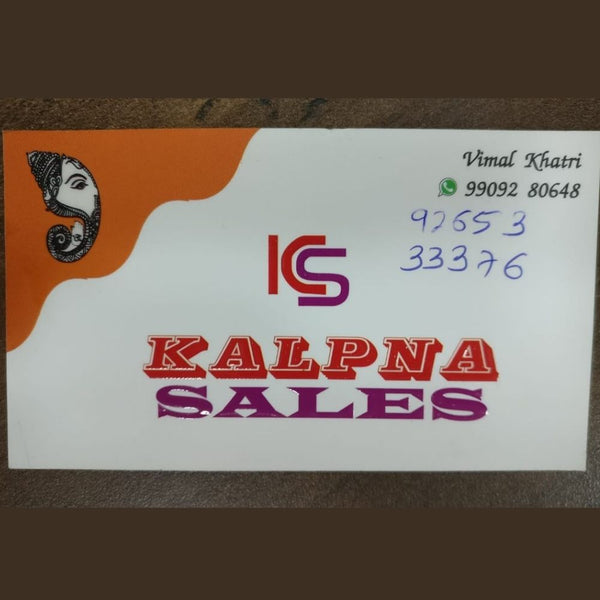 Vimal Khatri
99092 80648
92653
33376
KS
KALPNA
SALES